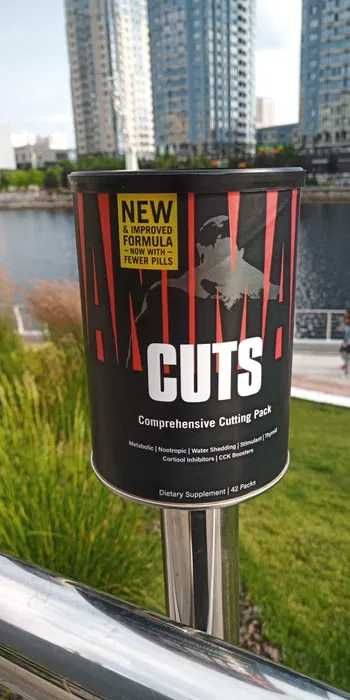 NEW
& IMPROVED
FORMULA
– NOW WITH –
FEWER PILLS
ANIMAL
CUTS
Comprehensive Cutting Pack
Metabolic | Nootropic | Water Shedding | Stimulant | Thyroid
Cortisol Inhibitors | CCK Boosters
Dietary Supplement | 42 Packs